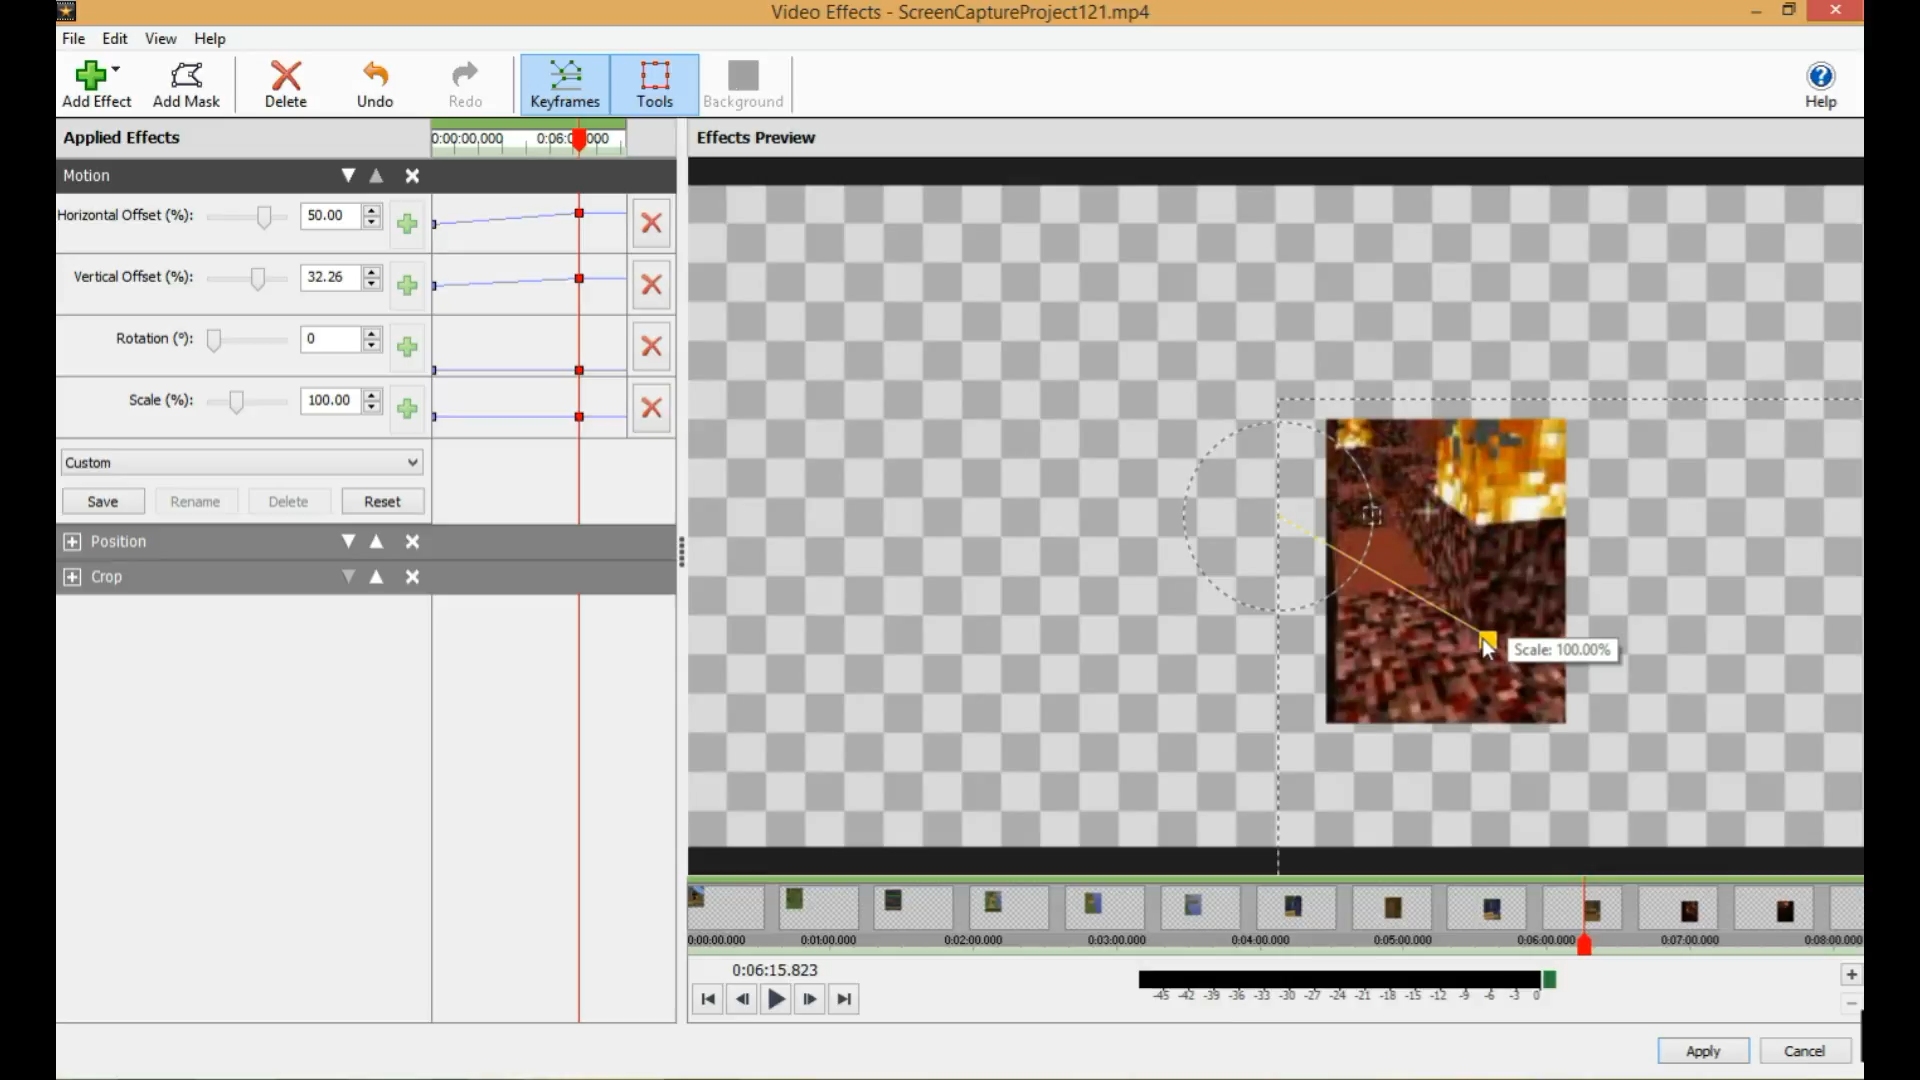 Video Effects - ScreenCaptureProject121.mp4
File Edit View Help
Add Effect Add Mask Delete Undo Redo Keyframes Tools Background Help
Applied Effects 0:00:00.000 Effects Preview
Motion
Horizontal Offset (%): 50.00
Vertical Offset (%): 32.26
Rotation (º): 0
Scale (%): 100.00
Custom
Save Rename Delete Reset
Position
Crop
Scale: 100.00%
0:00:00.000 0:01:00.000 0:02:00.000 0:03:00.000 0:04:00.000 0:05:00.000 0:06:00.000 0:07:00.000 0:08:00.000
0:06:15.823
-45 -42 -39 -36 -33 -30 -27 -24 -21 -18 -15 -12 -9 -6 -3 0
Apply Cancel